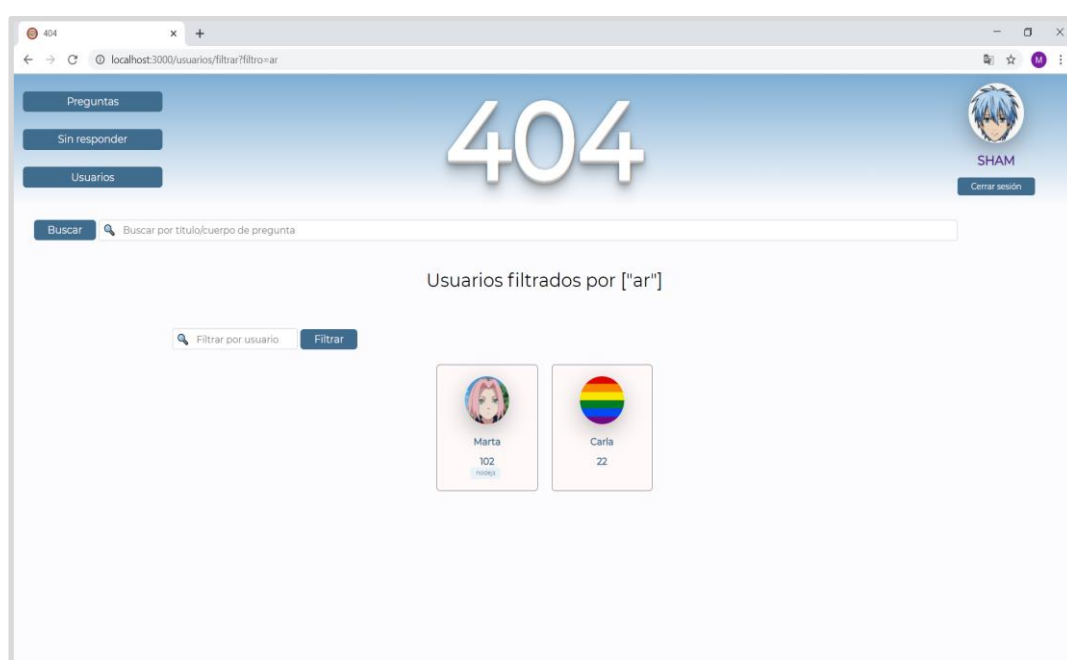 404
localhost:3000/usuarios/filtrar?filtro=ar
M
Preguntas
Sin responder
Usuarios
404
SHAM
Cerrar sesión
Buscar
Buscar por título/cuerpo de pregunta
Usuarios filtrados por ["ar"]
Filtrar por usuario
Filtrar
Marta
102
nodejs
Carla
22